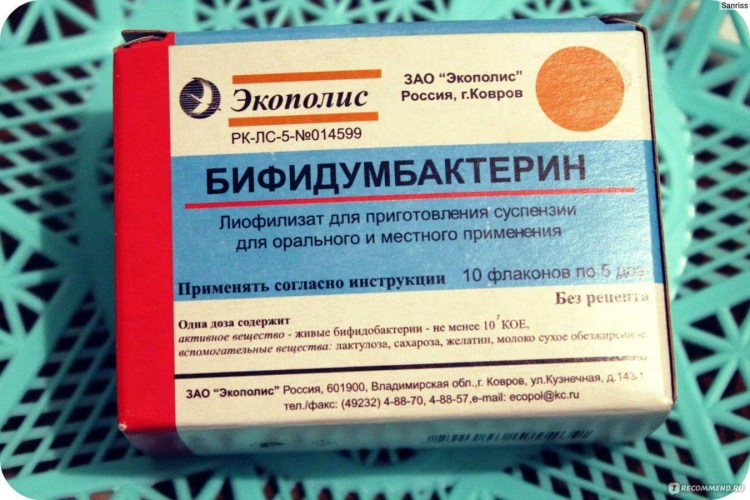 Sanriss
Экополис
ЗАО "Экополис"
Россия, г.Ковров
РК-ЛС-5-№014599
БИФИДУМБАКТЕРИН
Лиофилизат для приготовления суспензии
для орального и местного применения
Применять согласно инструкции 10 флаконов по 5 доз
Без рецепта
Одна доза содержит
активное вещество - живые бифидобактерии - не менее 10⁷ КОЕ,
вспомогательные вещества: лактулоза, сахароза, желатин, молоко сухое
ЗАО "Экополис" Россия, 601900, Владимирская обл.,г. Ковров, ул.Кузнечная,
тел./факс: (49232) 4-88-70, 4-88-57,e-mail: ecopol@kc.ru
RECOMMEND.RU